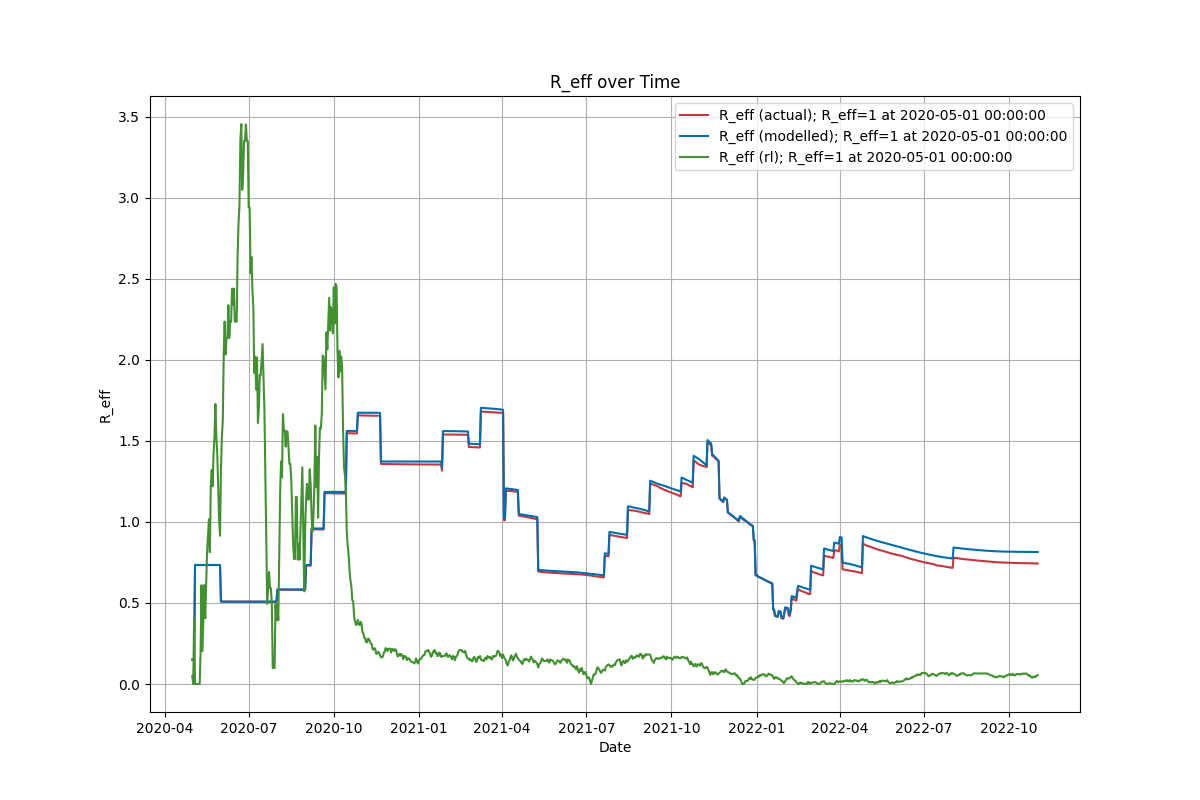 R_eff over Time
R_eff (actual); R_eff=1 at 2020-05-01 00:00:00
R_eff (modelled); R_eff=1 at 2020-05-01 00:00:00
R_eff (rl); R_eff=1 at 2020-05-01 00:00:00
3.5
3.0
2.5
2.0
1.5
1.0
0.5
0.0
R_eff
2020-04 2020-07 2020-10 2021-01 2021-04 2021-07 2021-10 2022-01 2022-04 2022-07 2022-10
Date